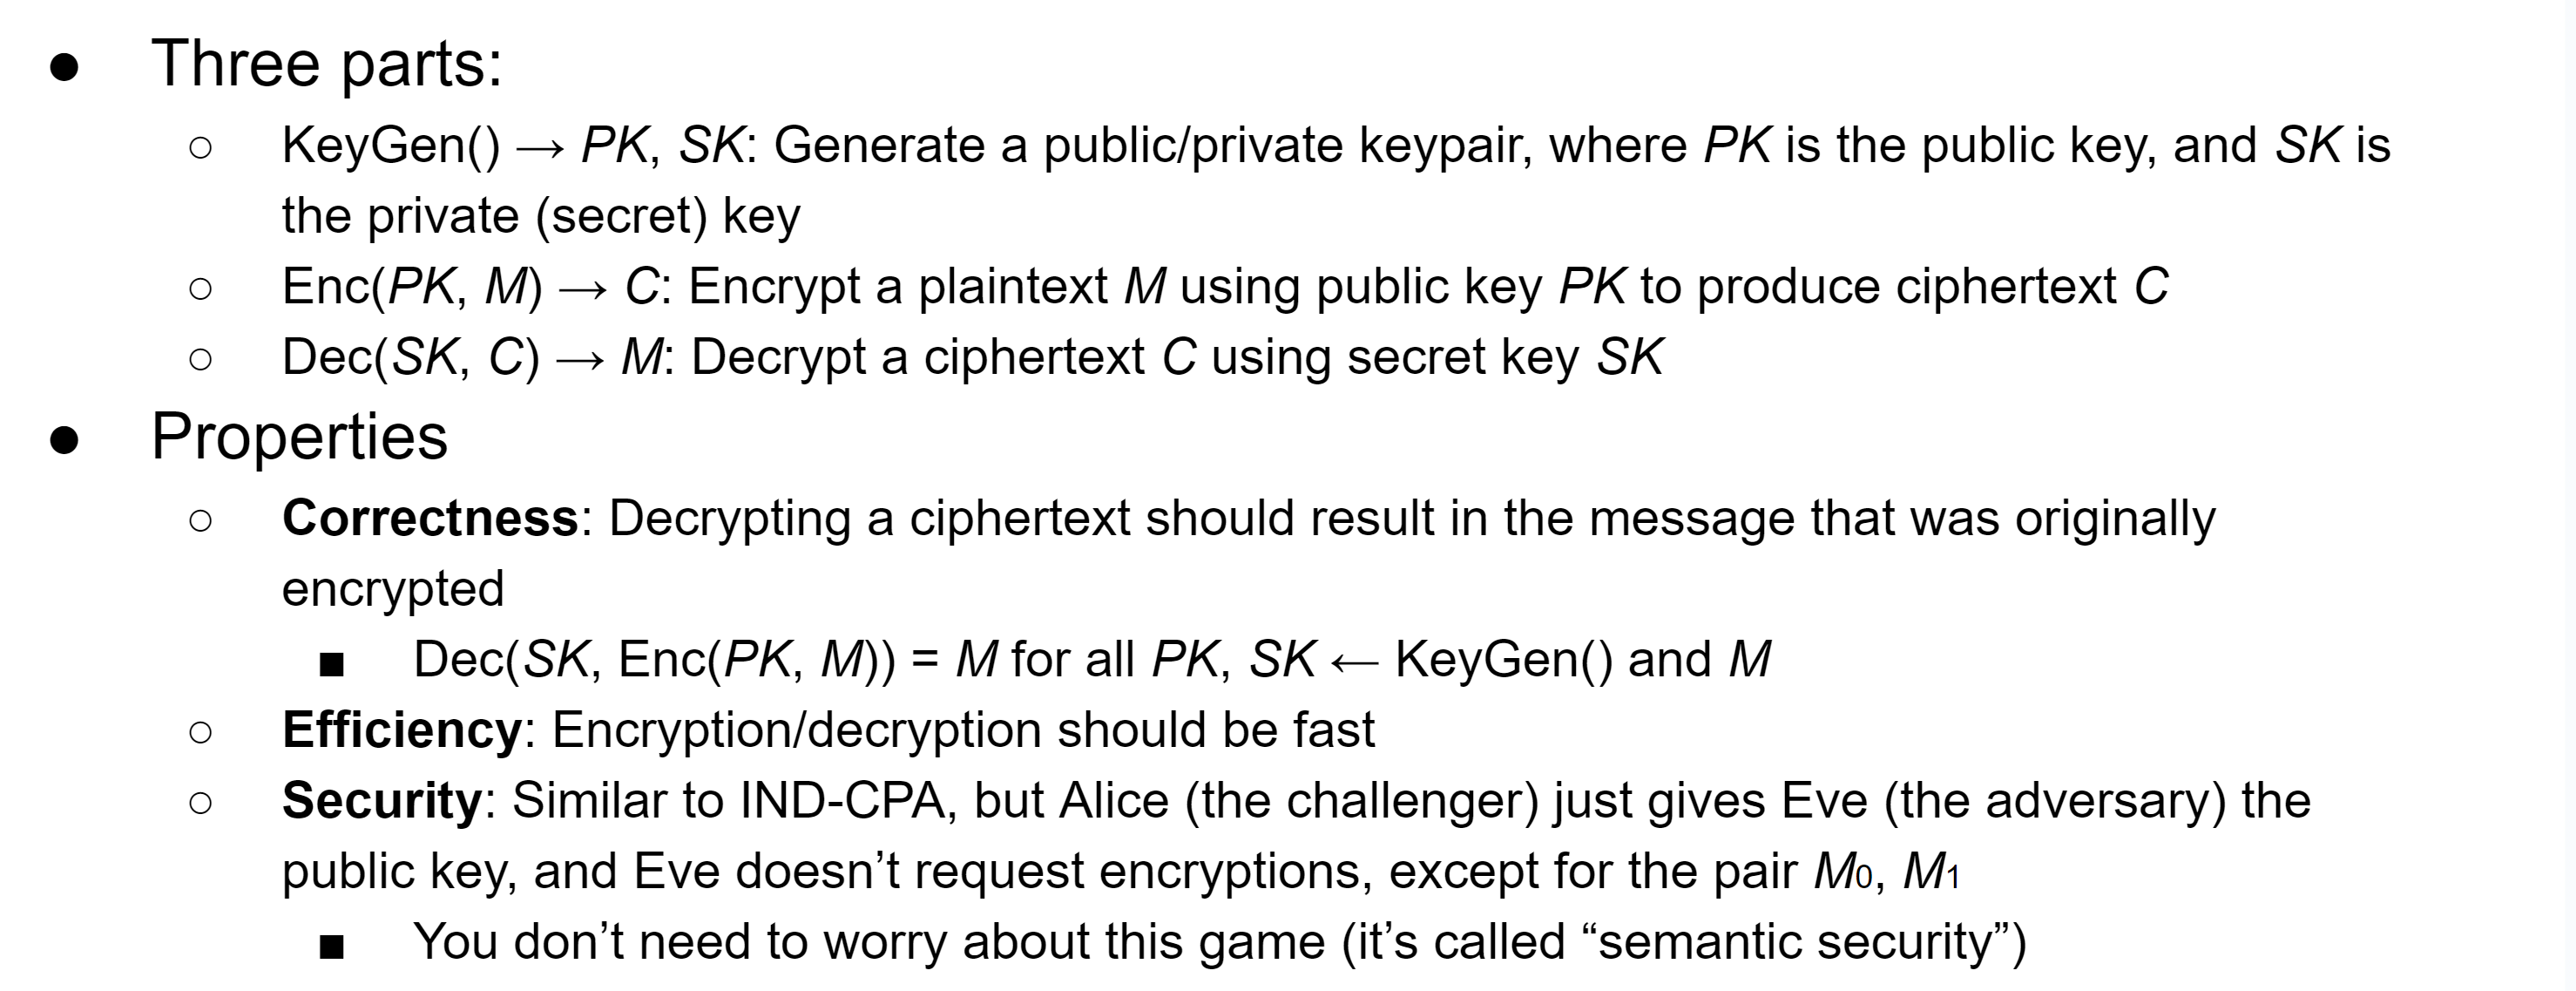 ● Three parts:
○ KeyGen() → PK, SK: Generate a public/private keypair, where PK is the public key, and SK is
the private (secret) key
○ Enc(PK, M) → C: Encrypt a plaintext M using public key PK to produce ciphertext C
○ Dec(SK, C) → M: Decrypt a ciphertext C using secret key SK
● Properties
○ Correctness: Decrypting a ciphertext should result in the message that was originally
encrypted
■ Dec(SK, Enc(PK, M)) = M for all PK, SK ← KeyGen() and M
○ Efficiency: Encryption/decryption should be fast
○ Security: Similar to IND-CPA, but Alice (the challenger) just gives Eve (the adversary) the
public key, and Eve doesn’t request encryptions, except for the pair M0, M1
■ You don’t need to worry about this game (it’s called “semantic security”)